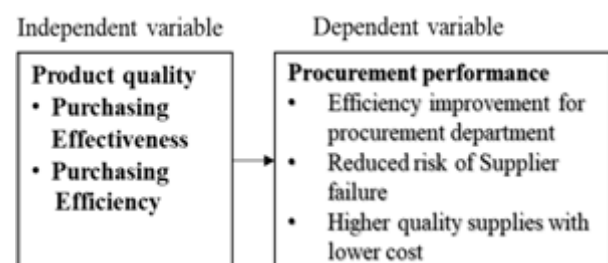 Independent variable
Dependent variable
Product quality
• Purchasing
Effectiveness
• Purchasing
Efficiency
Procurement performance
• Efficiency improvement for
procurement department
• Reduced risk of Supplier
failure
• Higher quality supplies with
lower cost